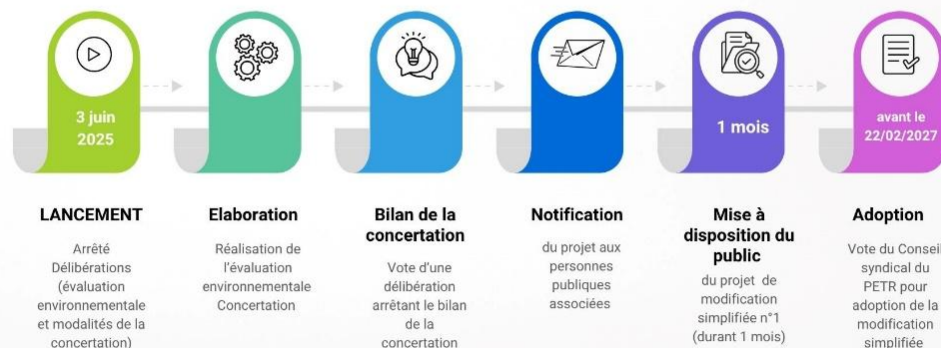 3 juin
2025
1 mois
avant le
22/02/2027
LANCEMENT
Arrêté
Délibérations
(évaluation
environnementale
et modalités de la
concertation)
Elaboration
Réalisation de
l'évaluation
environnementale
Concertation
Bilan de la
concertation
Vote d'une
délibération
arrêtant le bilan
de la
concertation
Notification
du projet aux
personnes
publiques
associées
Mise à
disposition du
public
du projet de
modification
simplifiée n°1
(durant 1 mois)
Adoption
Vote du Conseil
syndical du
PETR pour
adoption de la
modification
simplifiée